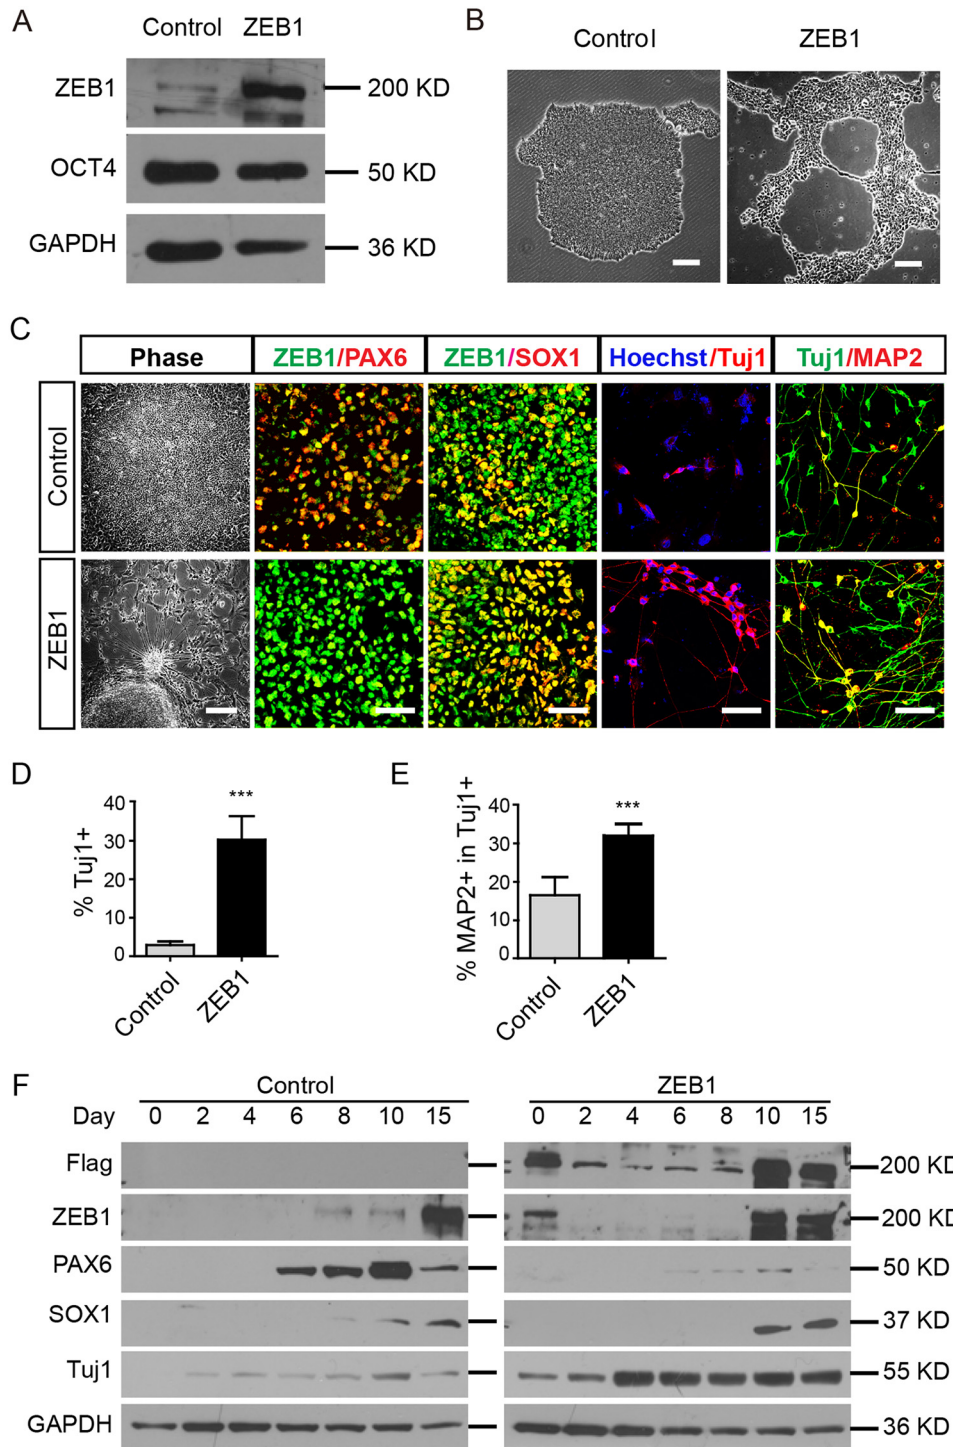 A
Control ZEB1
ZEB1 200 KD
OCT4 50 KD
GAPDH 36 KD
B
Control ZEB1
C
Phase ZEB1/PAX6 ZEB1/SOX1 Hoechst/Tuj1 Tuj1/MAP2
Control
ZEB1
D
% Tuj1+
***
40
30
20
10
0
Control ZEB1
E
% MAP2+ in Tuj1+
***
40
30
20
10
0
Control ZEB1
F
Control ZEB1
Day 0 2 4 6 8 10 15 0 2 4 6 8 10 15
Flag 200 KD
ZEB1 200 KD
PAX6 50 KD
SOX1 37 KD
Tuj1 55 KD
GAPDH 36 KD